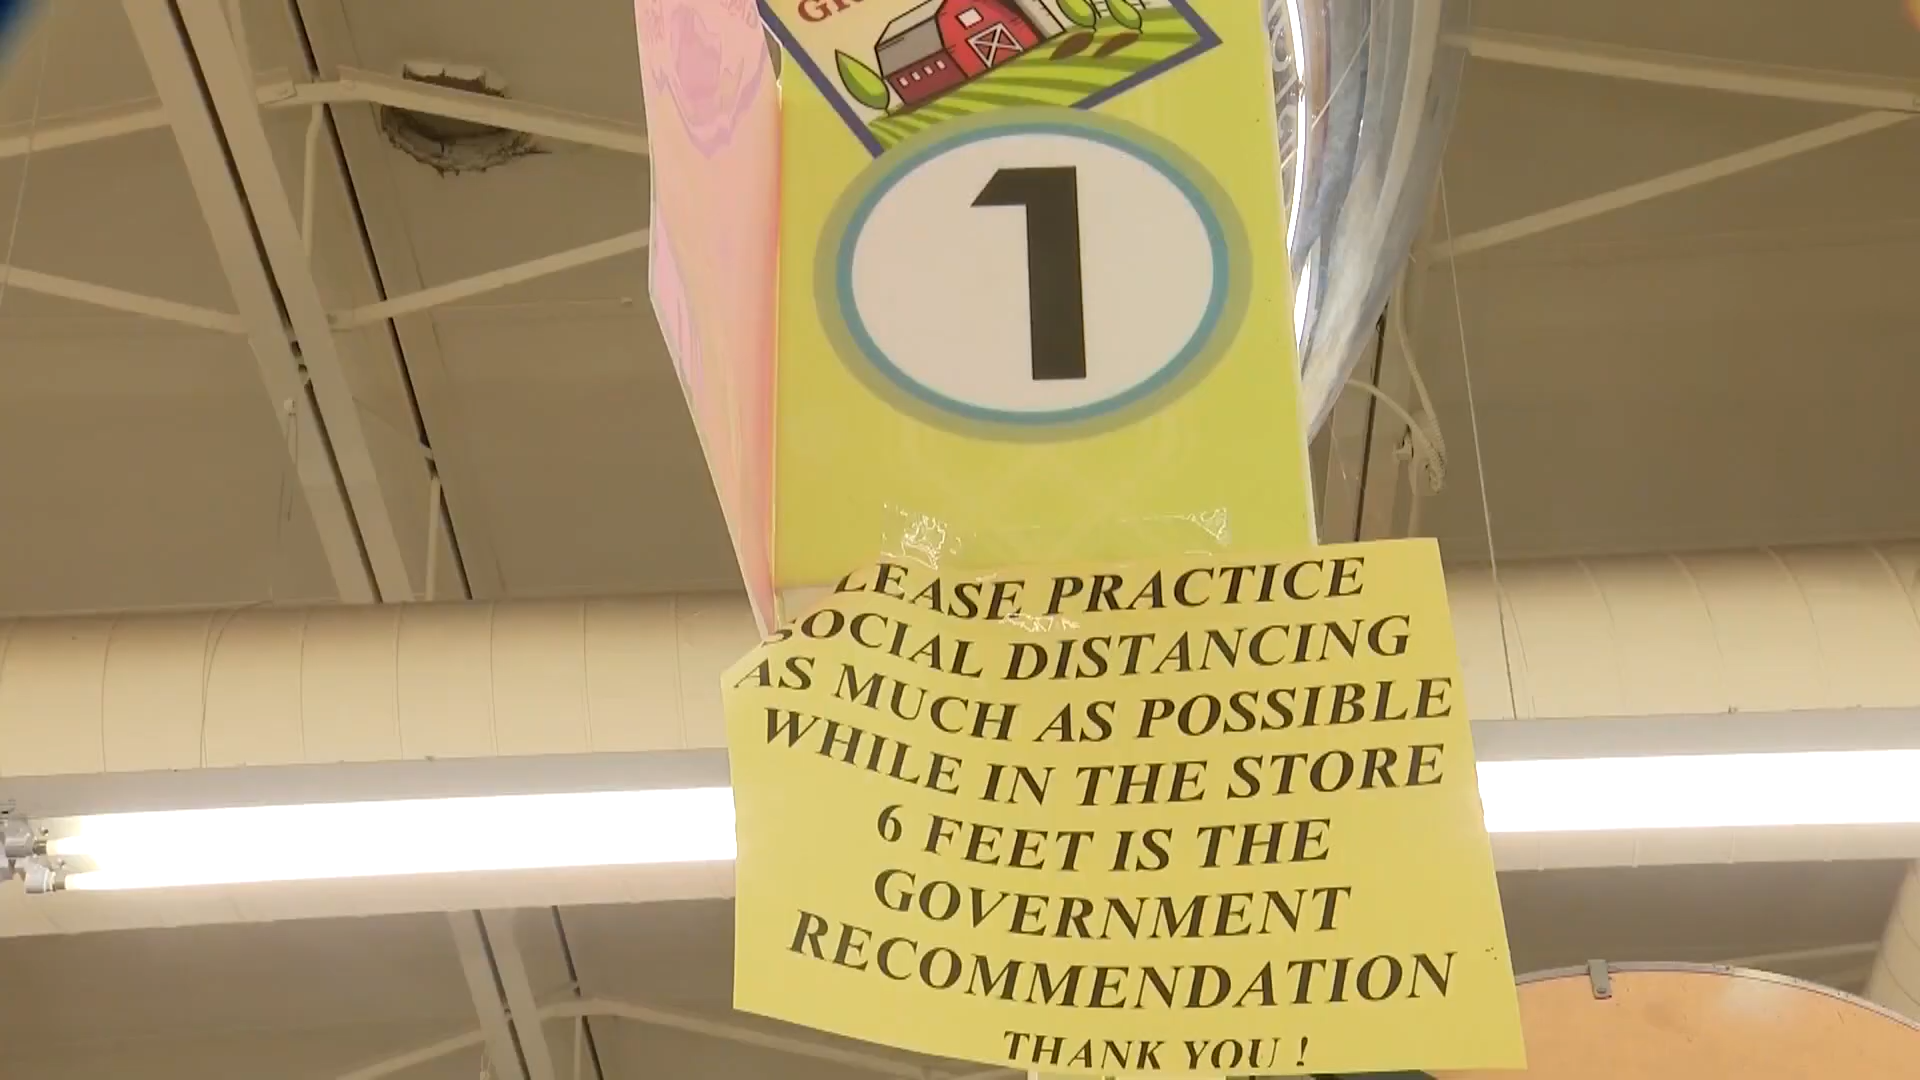 1
LEASE PRACTICE
SOCIAL DISTANCING
AS MUCH AS POSSIBLE
WHILE IN THE STORE
6 FEET IS THE
GOVERNMENT
RECOMMENDATION
THANK YOU !